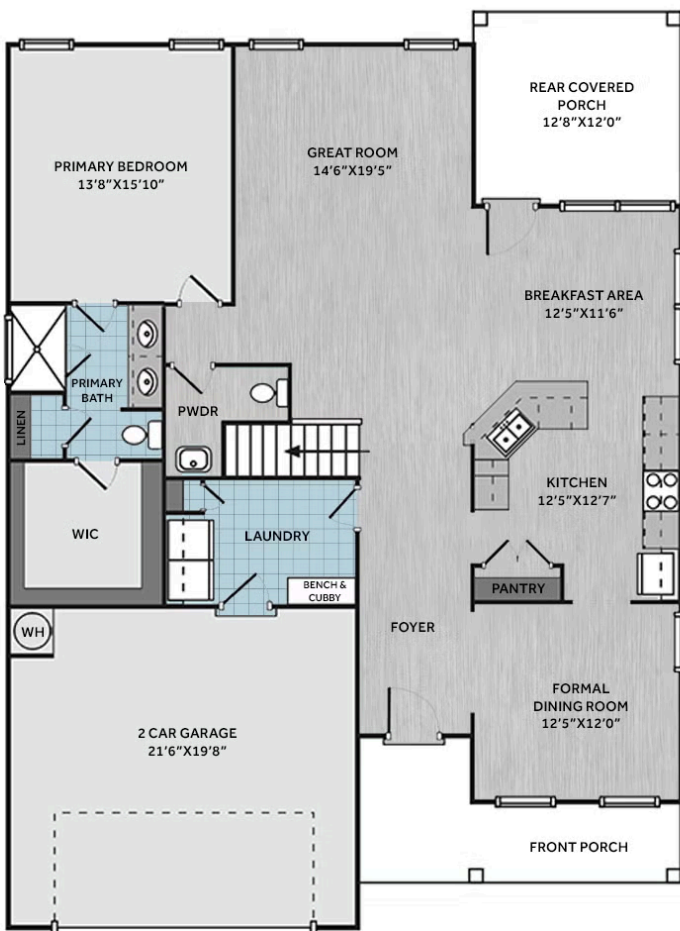 REAR COVERED
PORCH
12'8"X12'0"
GREAT ROOM
14'6"X19'5"
PRIMARY BEDROOM
13'8"X15'10"
BREAKFAST AREA
12'5"X11'6"
PRIMARY
BATH
PWDR
LINEN
KITCHEN
12'5"X12'7"
WIC
LAUNDRY
BENCH &
CUBBY
PANTRY
WH
FOYER
FORMAL
DINING ROOM
12'5"X12'0"
2 CAR GARAGE
21'6"X19'8"
FRONT PORCH